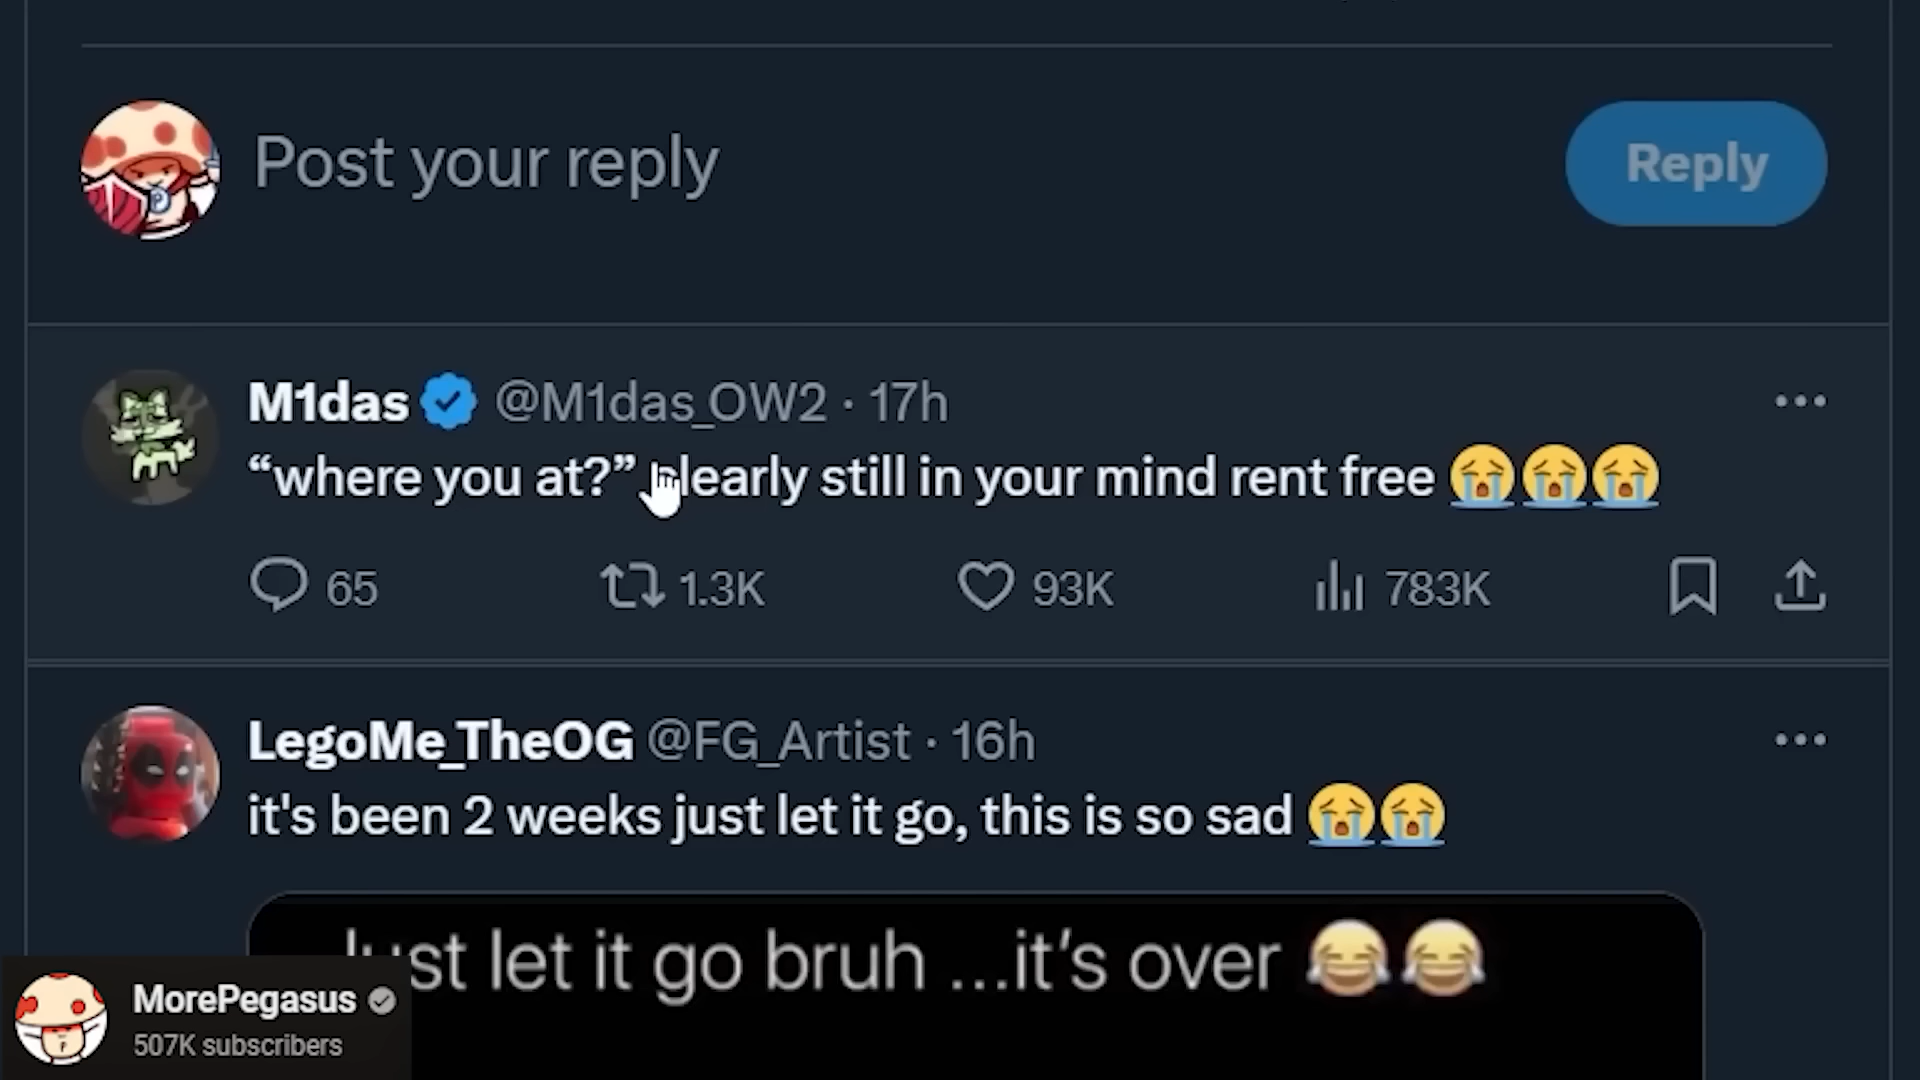 Post your reply
Reply
M1das @M1das_OW2 · 17h
“where you at?” clearly still in your mind rent free 😭😭😭
65 1.3K 93K 783K
LegoMe_TheOG @FG_Artist · 16h
it's been 2 weeks just let it go, this is so sad 😭😭
Just let it go bruh ...it’s over 😂😂
MorePegasus
507K subscribers